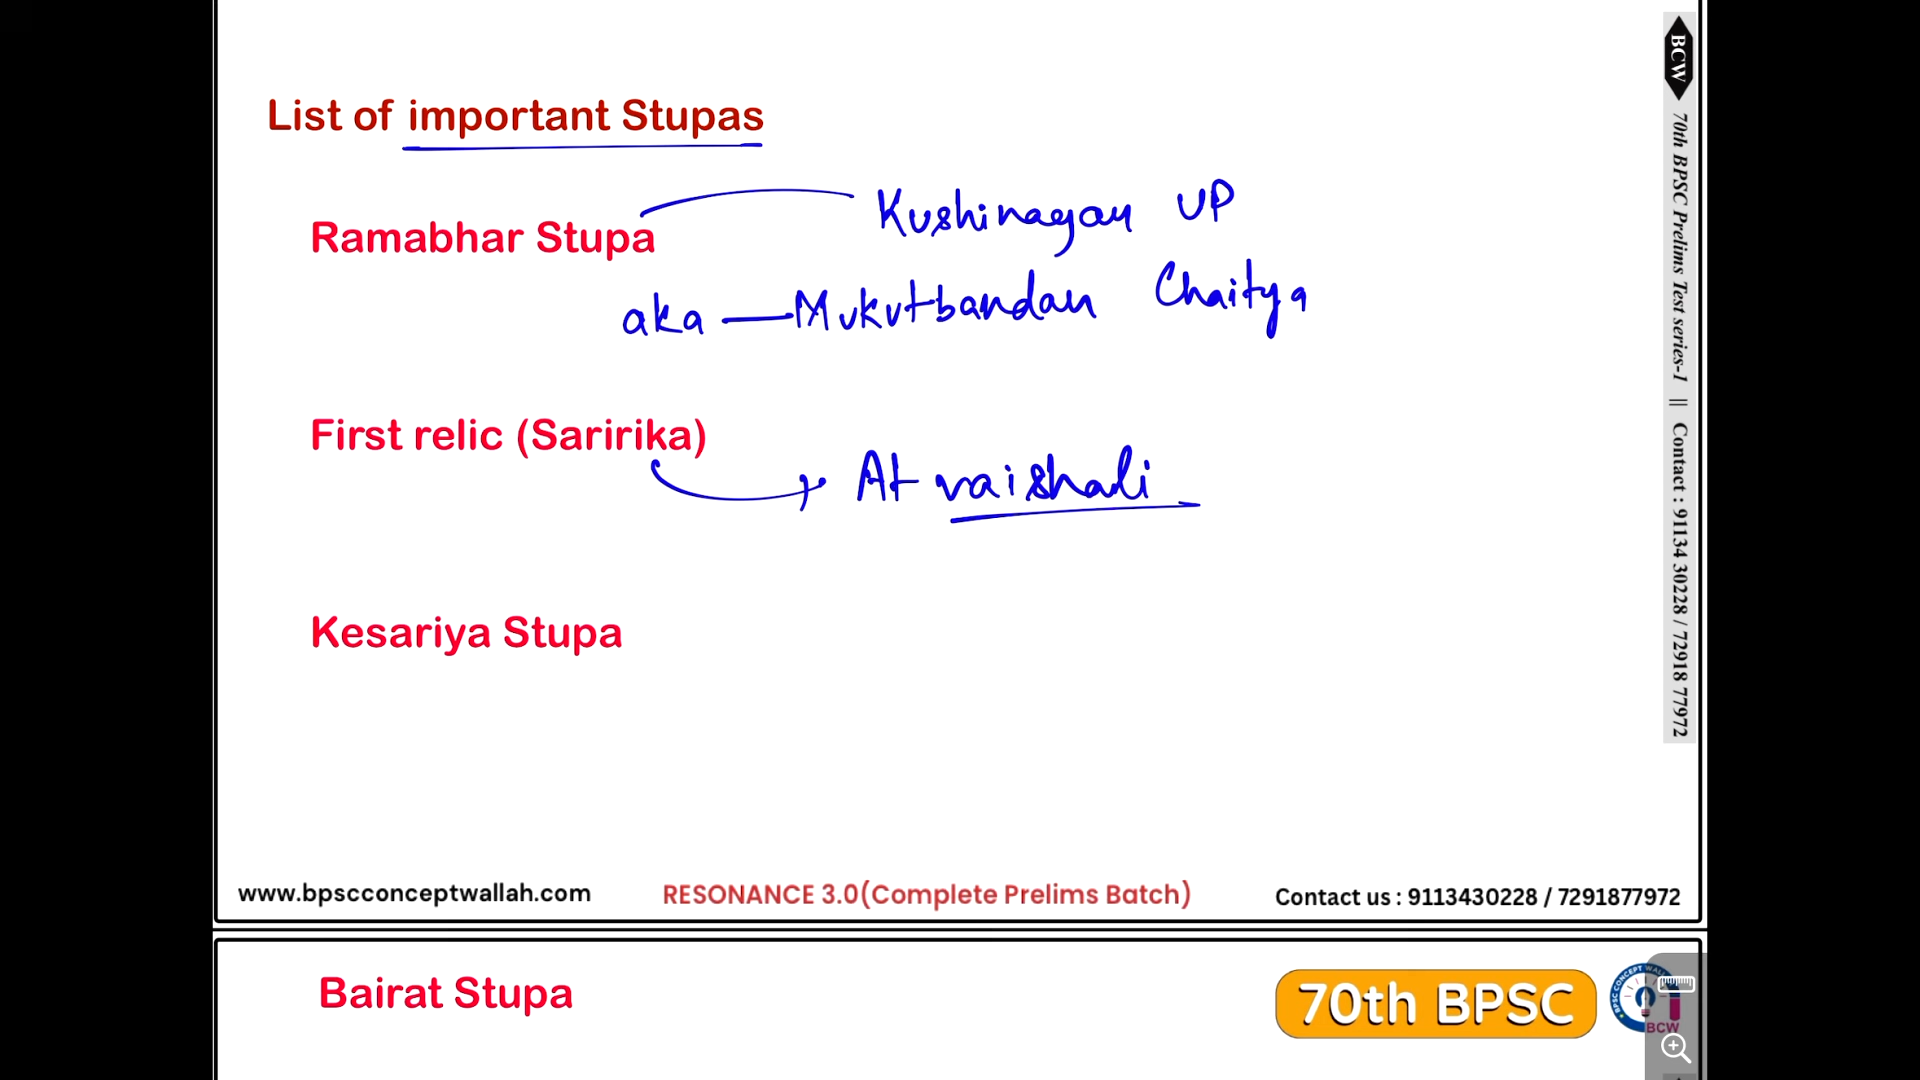 List of important Stupas
Ramabhar Stupa
Kushinagar UP
aka — Mukutbandan Chaitya
First relic (Saririka)
At vaishali
Kesariya Stupa
www.bpscconceptwallah.com
RESONANCE 3.0(Complete Prelims Batch)
Contact us : 9113430228 / 7291877972
BCW 70th BPSC Prelims Test series-1 || Contact : 91134 30228 / 72918 77972
Bairat Stupa
70th BPSC
BCW